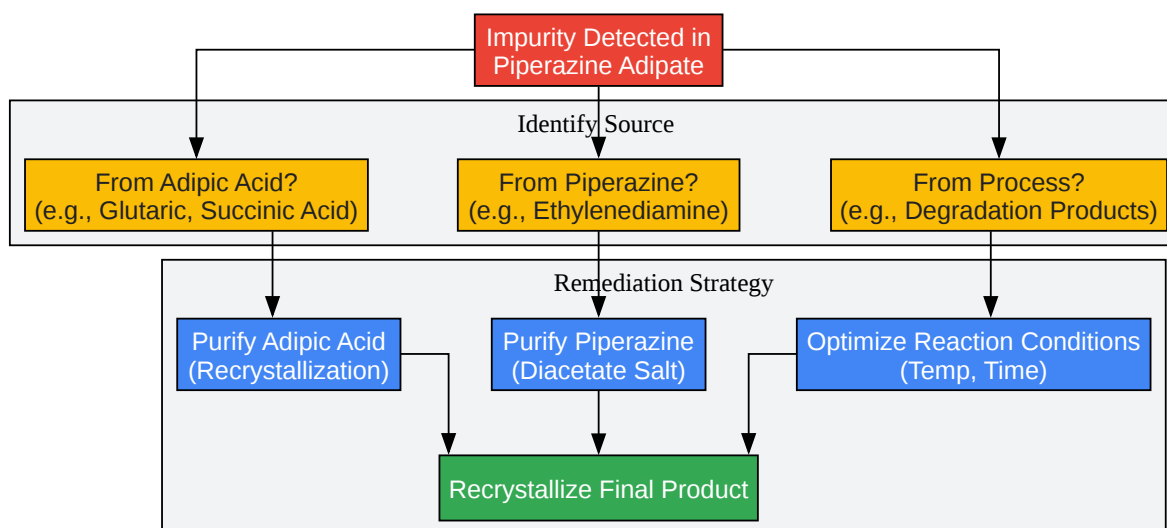 Impurity Detected in
Piperazine Adipate
Identify Source
From Adipic Acid?
(e.g., Glutaric, Succinic Acid)
From Piperazine?
(e.g., Ethylenediamine)
From Process?
(e.g., Degradation Products)
Remediation Strategy
Purify Adipic Acid
(Recrystallization)
Purify Piperazine
(Diacetate Salt)
Optimize Reaction Conditions
(Temp, Time)
Recrystallize Final Product